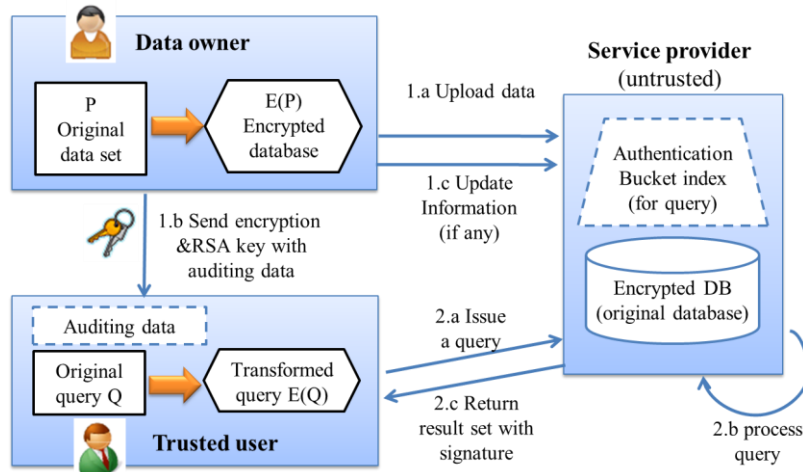 Data owner
P
Original
data set
E(P)
Encrypted
database
1.a Upload data
1.c Update
Information
(if any)
Service provider
(untrusted)
Authentication
Bucket index
(for query)
Encrypted DB
(original database)
1.b Send encryption
&RSA key with
auditing data
Auditing data
Original
query Q
Transformed
query E(Q)
Trusted user
2.a Issue
a query
2.c Return
result set with
signature
2.b process
query